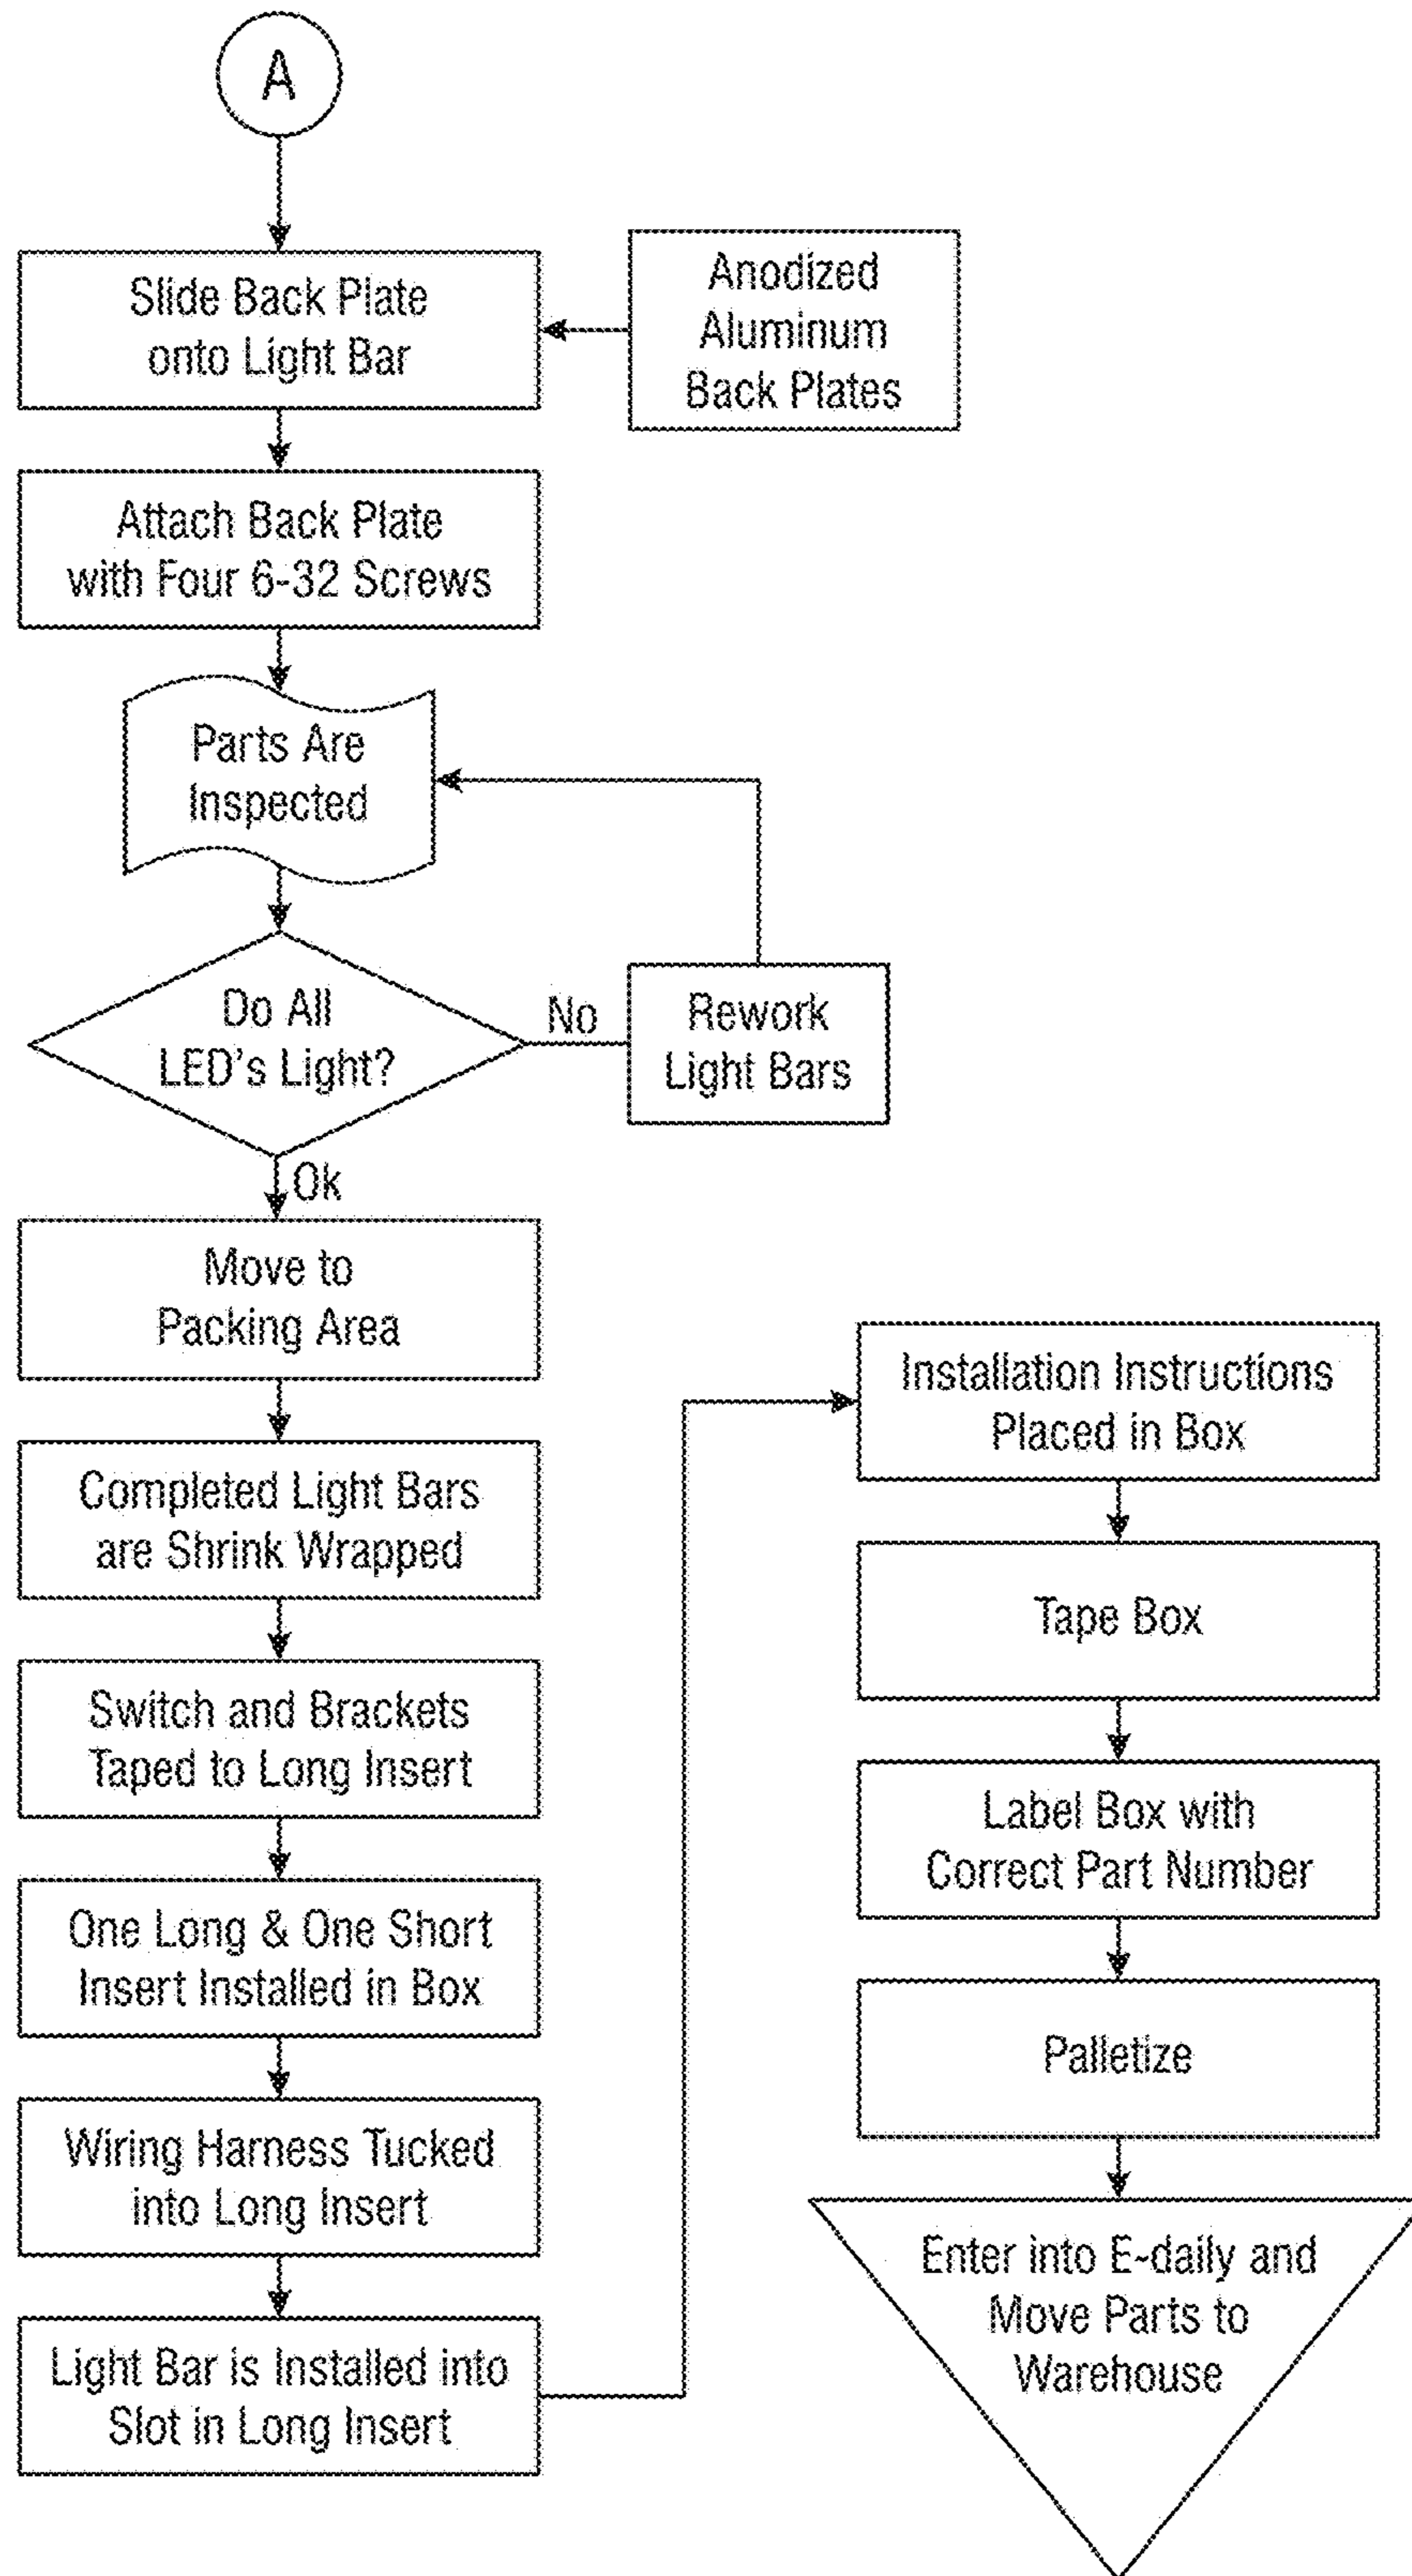 A
Slide Back Plate
onto Light Bar
Anodized
Aluminum
Back Plates
Attach Back Plate
with Four 6-32 Screws
Parts Are
Inspected
Do All
LED's Light?
No
Rework
Light Bars
Ok
Move to
Packing Area
Completed Light Bars
are Shrink Wrapped
Switch and Brackets
Taped to Long Insert
One Long & One Short
Insert Installed in Box
Wiring Harness Tucked
into Long Insert
Light Bar is Installed into
Slot in Long Insert
Installation Instructions
Placed in Box
Tape Box
Label Box with
Correct Part Number
Palletize
Enter into E-daily and
Move Parts to
Warehouse